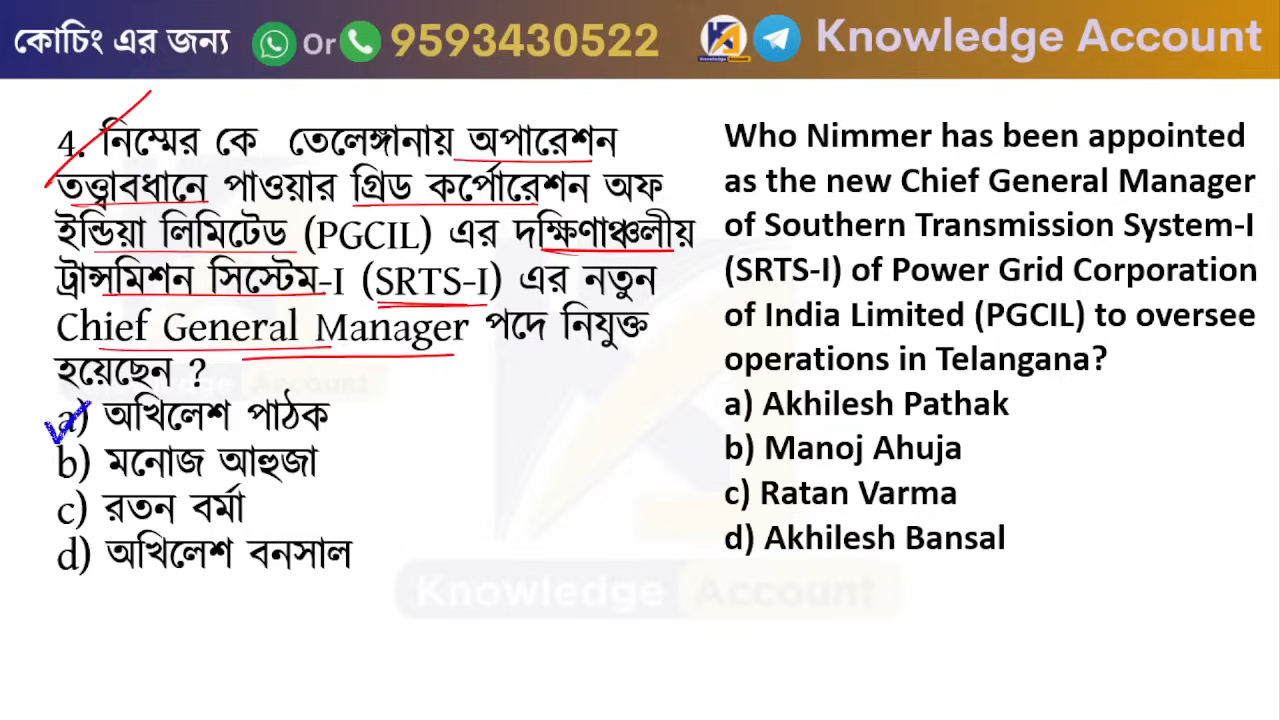 কোচিং এর জন্য Or 9593430522 Knowledge Account
4. নিম্মের কে তেলেঙ্গানায় অপারেশন
তত্ত্বাবধানে পাওয়ার গ্রিড কর্পোরেশন অফ
ইন্ডিয়া লিমিটেড (PGCIL) এর দক্ষিণাঞ্চলীয়
ট্রান্সমিশন সিস্টেম-I (SRTS-I) এর নতুন
Chief General Manager পদে নিযুক্ত
হয়েছেন ?
a) অখিলেশ পাঠক
b) মনোজ আহুজা
c) রতন বর্মা
d) অখিলেশ বনসাল
Who Nimmer has been appointed
as the new Chief General Manager
of Southern Transmission System-I
(SRTS-I) of Power Grid Corporation
of India Limited (PGCIL) to oversee
operations in Telangana?
a) Akhilesh Pathak
b) Manoj Ahuja
c) Ratan Varma
d) Akhilesh Bansal
Knowledge Account